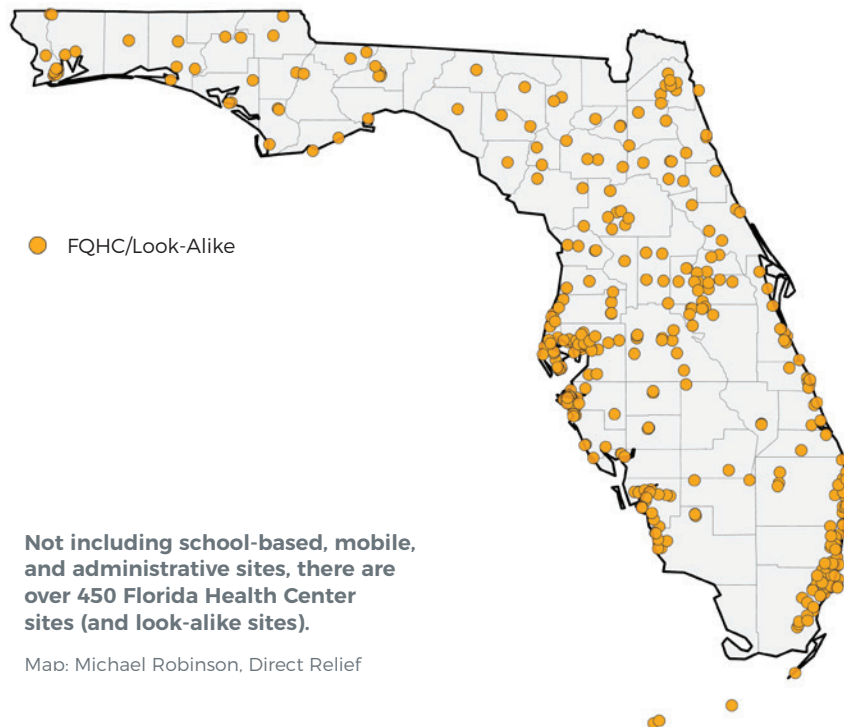 FQHC/Look-Alike
Not including school-based, mobile,
and administrative sites, there are
over 450 Florida Health Center
sites (and look-alike sites).
Map: Michael Robinson, Direct Relief